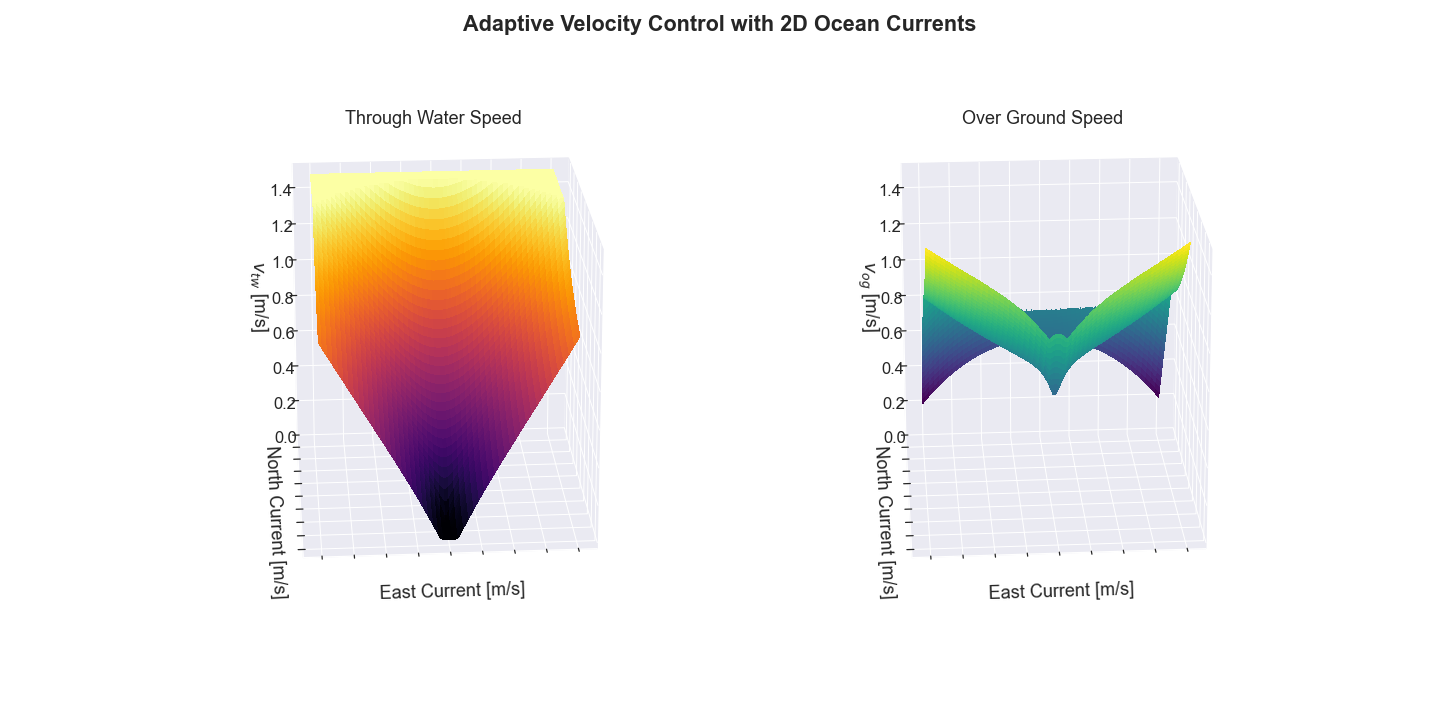 Adaptive Velocity Control with 2D Ocean Currents
Through Water Speed
1.4
1.2
1.0
0.8
0.6
0.4
0.2
0.0
v_tw [m/s]
North Current [m/s]
East Current [m/s]
Over Ground Speed
1.4
1.2
1.0
0.8
0.6
0.4
0.2
0.0
v_og [m/s]
North Current [m/s]
East Current [m/s]